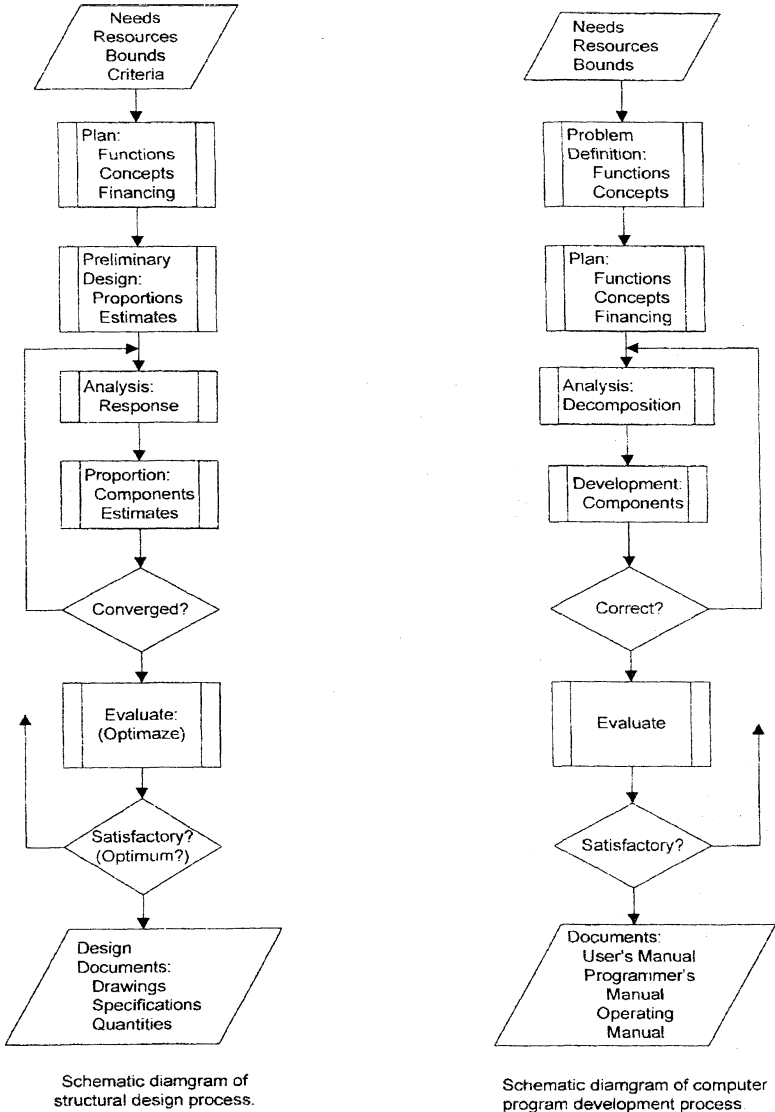 Needs
Resources
Bounds
Criteria
Plan:
Functions
Concepts
Financing
Preliminary
Design:
Proportions
Estimates
Analysis:
Response
Proportion:
Components
Estimates
Converged?
Evaluate:
(Optimaze)
Satisfactory?
(Optimum?)
Design
Documents:
Drawings
Specifications
Quantities
Schematic diamgram of
structural design process.
Needs
Resources
Bounds
Problem
Definition:
Functions
Concepts
Plan:
Functions
Concepts
Financing
Analysis:
Decomposition
Development:
Components
Correct?
Evaluate
Satisfactory?
Documents:
User's Manual
Programmer's
Manual
Operating
Manual
Schematic diamgram of computer
program development process.